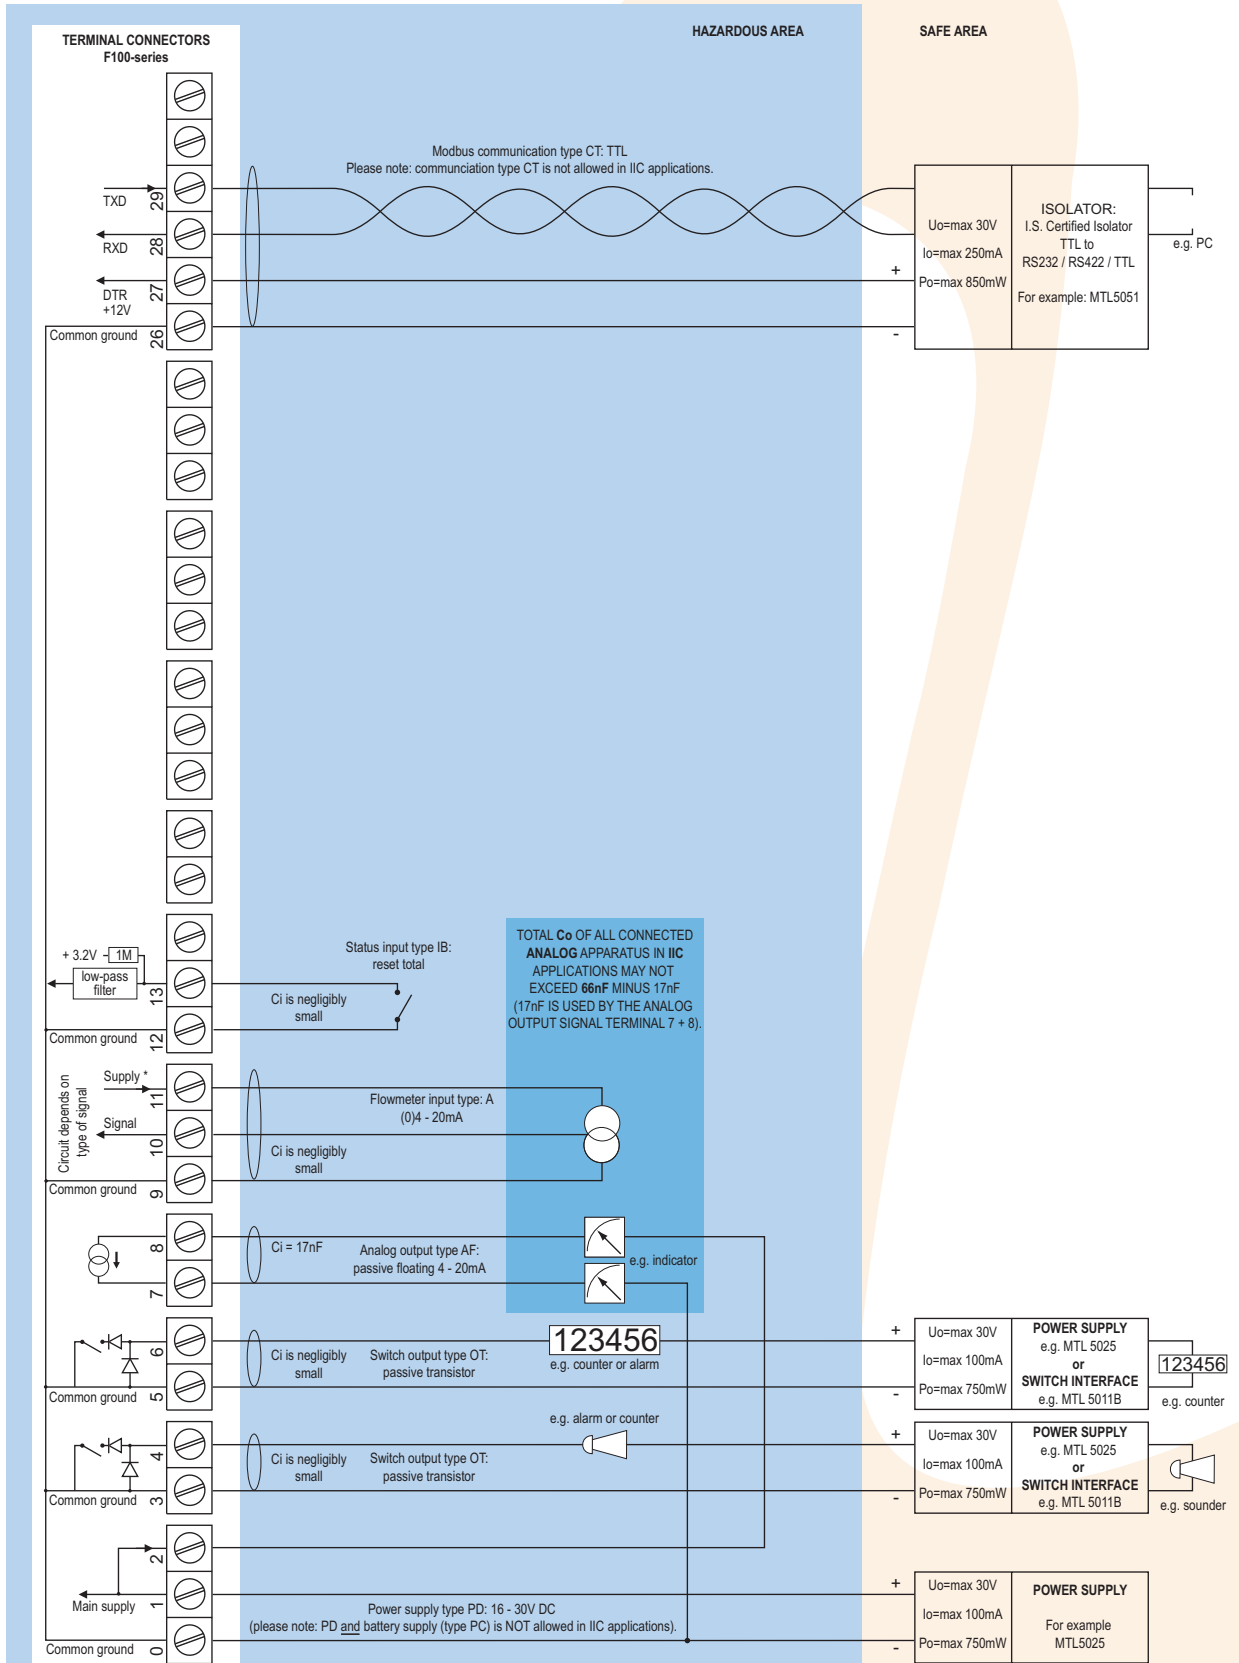 HAZARDOUS AREA
SAFE AREA
TERMINAL CONNECTORS
F100-series
Modbus communication type CT: TTL
Please note: communciation type CT is not allowed in IIC applications.
TXD
29
RXD
28
DTR
+12V
27
Common ground
26
+
-
Uo=max 30V
Io=max 250mA
Po=max 850mW
ISOLATOR:
I.S. Certified Isolator
TTL to
RS232 / RS422 / TTL
For example: MTL5051
e.g. PC
+ 3.2V
1M
low-pass
filter
13
Common ground
12
Status input type IB:
reset total
Ci is negligibly
small
TOTAL Co OF ALL CONNECTED
ANALOG APPARATUS IN IIC
APPLICATIONS MAY NOT
EXCEED 66nF MINUS 17nF
(17nF IS USED BY THE ANALOG
OUTPUT SIGNAL TERMINAL 7 + 8).
Circuit depends on
type of signal
Supply *
11
Signal
10
Common ground
9
Flowmeter input type: A
(0)4 - 20mA
Ci is negligibly
small
8
7
Ci = 17nF
Analog output type AF:
passive floating 4 - 20mA
e.g. indicator
6
Common ground
5
Ci is negligibly
small
Switch output type OT:
passive transistor
123456
e.g. counter or alarm
+
-
Uo=max 30V
Io=max 100mA
Po=max 750mW
POWER SUPPLY
e.g. MTL 5025
or
SWITCH INTERFACE
e.g. MTL 5011B
123456
e.g. counter
4
Common ground
3
Ci is negligibly
small
Switch output type OT:
passive transistor
e.g. alarm or counter
+
-
Uo=max 30V
Io=max 100mA
Po=max 750mW
POWER SUPPLY
e.g. MTL 5025
or
SWITCH INTERFACE
e.g. MTL 5011B
e.g. sounder
2
Main supply
1
Common ground
0
Power supply type PD: 16 - 30V DC
(please note: PD and battery supply (type PC) is NOT allowed in IIC applications).
+
-
Uo=max 30V
Io=max 100mA
Po=max 750mW
POWER SUPPLY
For example
MTL5025